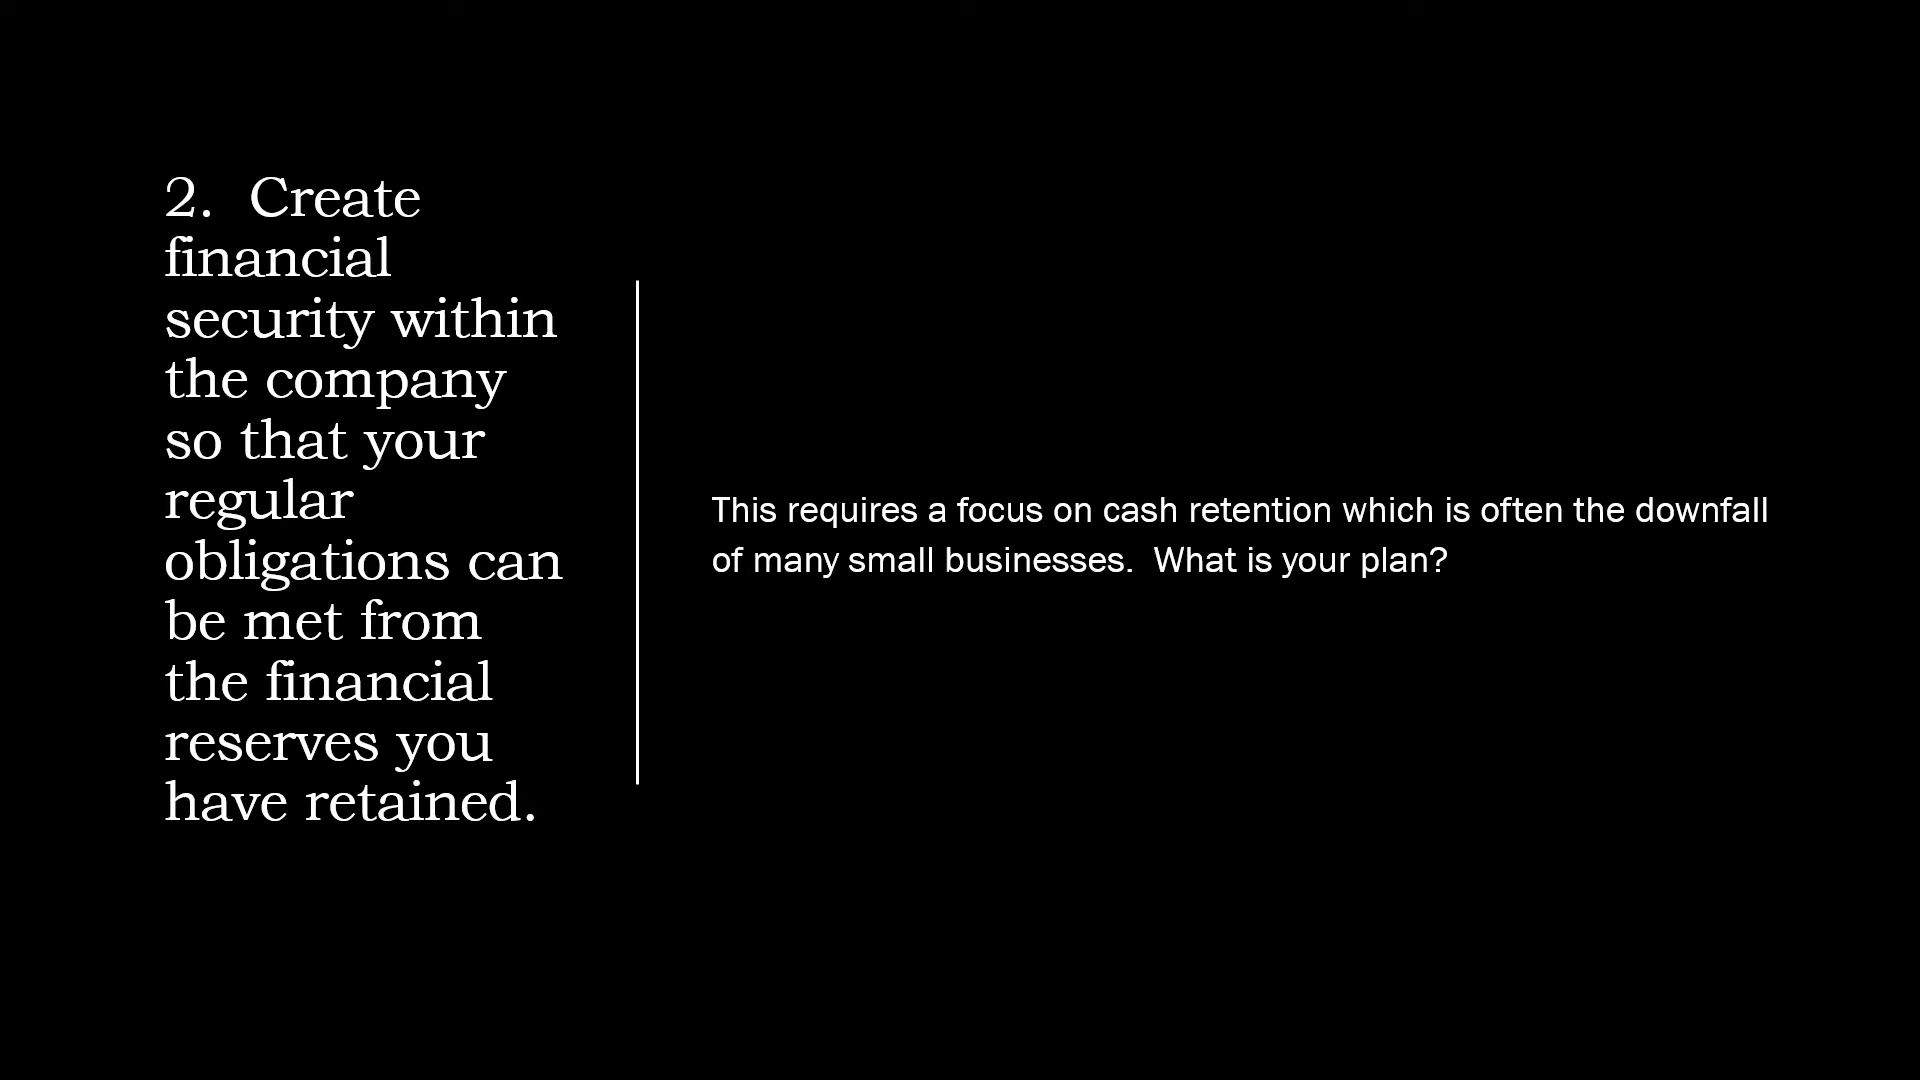 2.  Create
financial
security within
the company
so that your
regular
obligations can
be met from
the financial
reserves you
have retained.
This requires a focus on cash retention which is often the downfall
of many small businesses.  What is your plan?